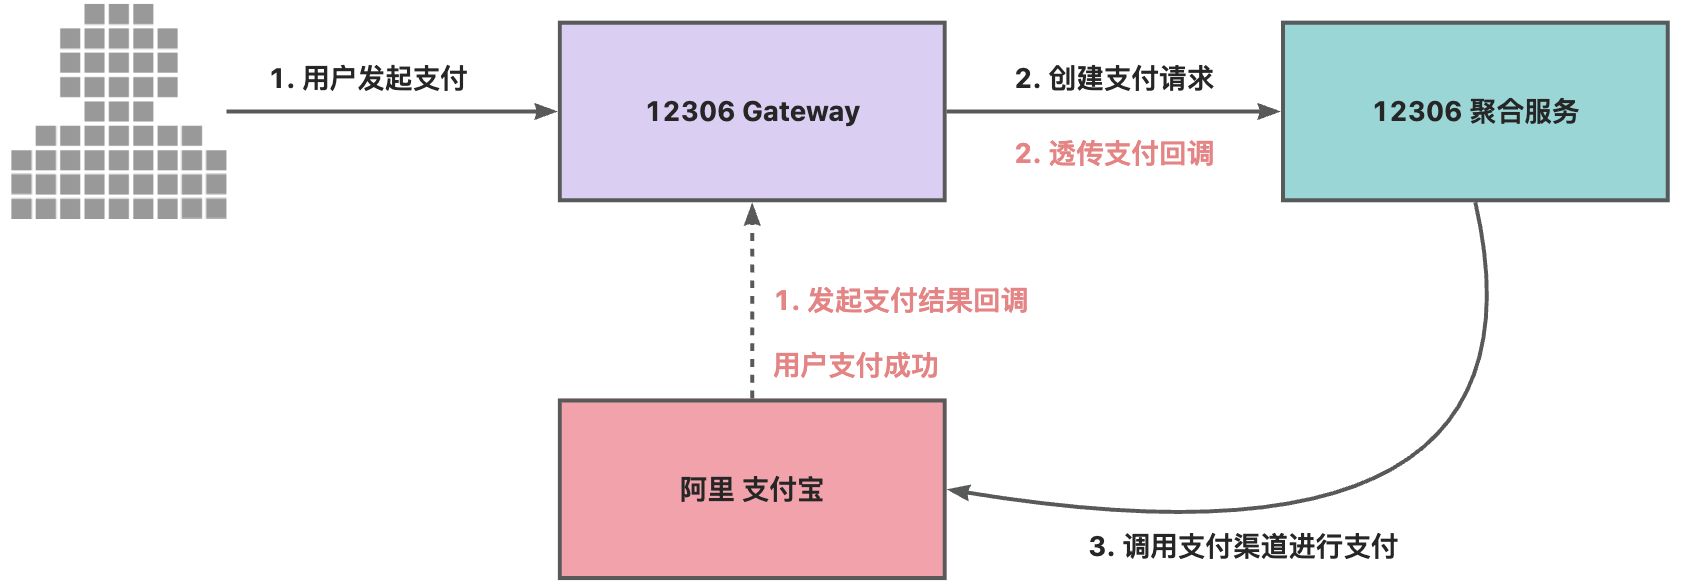 1. 用户发起支付
12306 Gateway
2. 创建支付请求
2. 透传支付回调
12306 聚合服务
1. 发起支付结果回调
用户支付成功
阿里 支付宝
3. 调用支付渠道进行支付